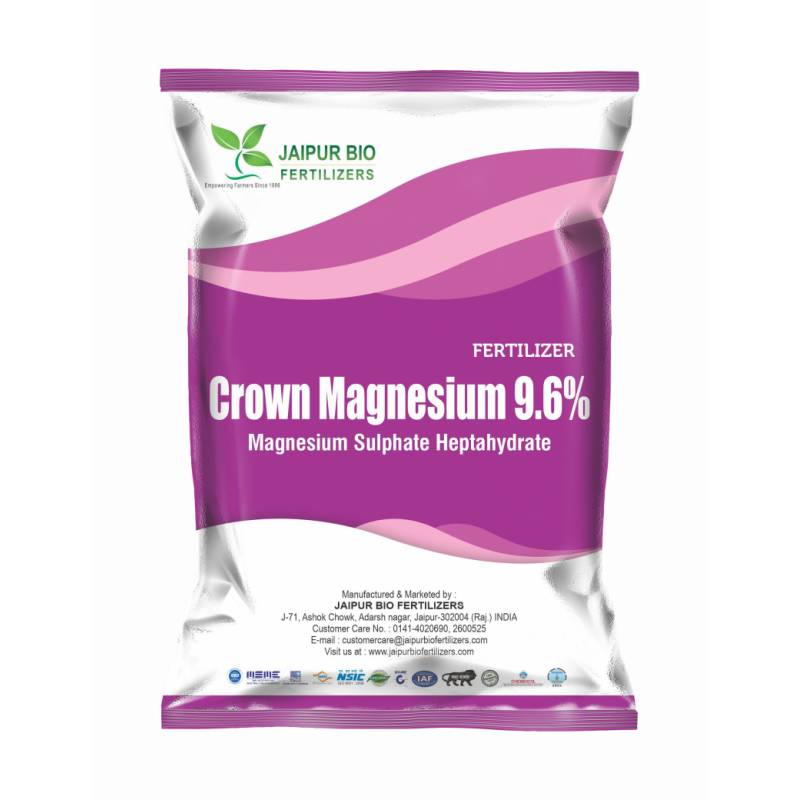 JAIPUR BIO
FERTILIZERS
Empowering Farmers Since 1996
FERTILIZER
Crown Magnesium 9.6%
Magnesium Sulphate Heptahydrate
Manufactured & Marketed by :
JAIPUR BIO FERTILIZERS
J-71, Ashok Chowk, Adarsh nagar, Jaipur-302004 (Raj.) INDIA
Customer Care No. : 0141-4020690, 2600525
E-mail : customercare@jaipurbiofertilizers.com
Visit us at : www.jaipurbiofertilizers.com
NSIC IAF